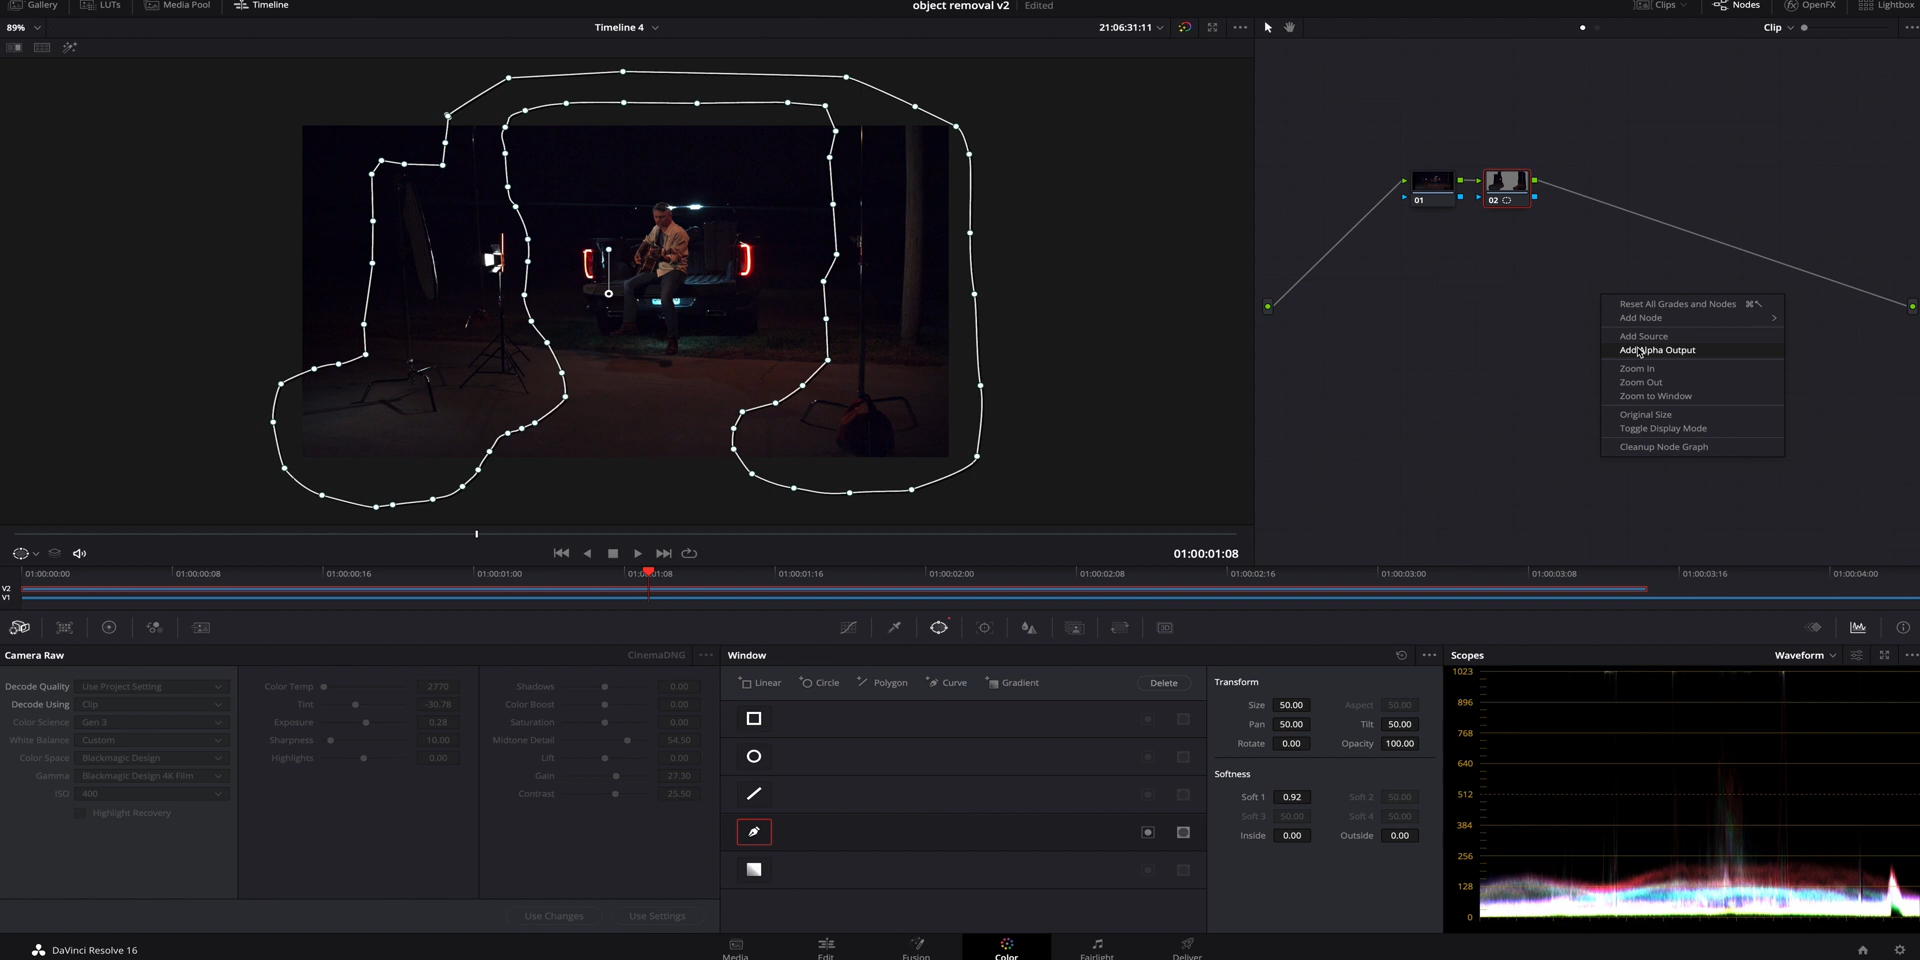 Gallery LUTs Media Pool Timeline object removal v2 Edited Clips Nodes OpenFX Lightbox
89% Timeline 4 21:06:31:11 Clip
01 02
Reset All Grades and Nodes
Add Node
Add Source
Add Alpha Output
Zoom In
Zoom Out
Zoom to Window
Original Size
Toggle Display Mode
Cleanup Node Graph
01:00:01:08
01:00:00:00 01:00:00:08 01:00:00:16 01:00:01:00 01:00:01:08 01:00:01:16 01:00:02:00 01:00:02:08 01:00:02:16 01:00:03:00 01:00:03:08 01:00:03:16 01:00:04:00
V2
V1
3D
Camera Raw CinemaDNG
Decode Quality Use Project Setting
Decode Using Clip
Color Science Gen 3
White Balance Custom
Color Space Blackmagic Design
Gamma Blackmagic Design 4K Film
ISO 400
Highlight Recovery
Color Temp 2770
Tint -30.78
Exposure 0.28
Sharpness 10.00
Highlights 0.00
Shadows 0.00
Color Boost 0.00
Saturation 0.00
Midtone Detail 54.50
Lift 0.00
Gain 27.30
Contrast 25.50
Use Changes Use Settings
Window
Linear Circle Polygon Curve Gradient Delete
Transform
Size 50.00 Aspect 50.00
Pan 50.00 Tilt 50.00
Rotate 0.00 Opacity 100.00
Softness
Soft 1 0.92 Soft 2 50.00
Soft 3 50.00 Soft 4 50.00
Inside 0.00 Outside 0.00
Scopes Waveform
1023
896
768
640
512
384
256
128
0
DaVinci Resolve 16
Media Edit Fusion Color Fairlight Deliver